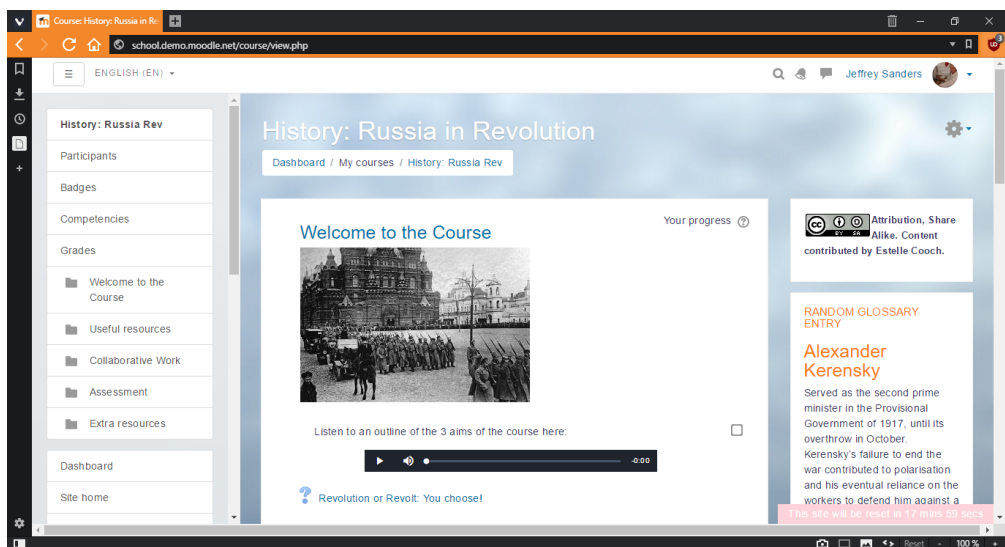 Course: History: Russia in Re
school.demo.moodle.net/course/view.php
3
ENGLISH (EN)
Jeffrey Sanders
History: Russia Rev
Participants
Badges
Competencies
Grades
Welcome to the
Course
Useful resources
Collaborative Work
Assessment
Extra resources
Dashboard
Site home
History: Russia in Revolution
Dashboard / My courses / History: Russia Rev
Your progress
Welcome to the Course
Listen to an outline of the 3 aims of the course here:
-0:00
Revolution or Revolt: You choose!
cc BY SA
Attribution, Share
Alike. Content
contributed by Estelle Cooch.
RANDOM GLOSSARY
ENTRY
Alexander
Kerensky
Served as the second prime
minister in the Provisional
Government of 1917, until its
overthrow in October.
Kerensky's failure to end the
war contributed to polarisation
and his eventual reliance on the
workers to defend him against a
This site will be reset in 17 mins 59 secs
Reset - 100 % +